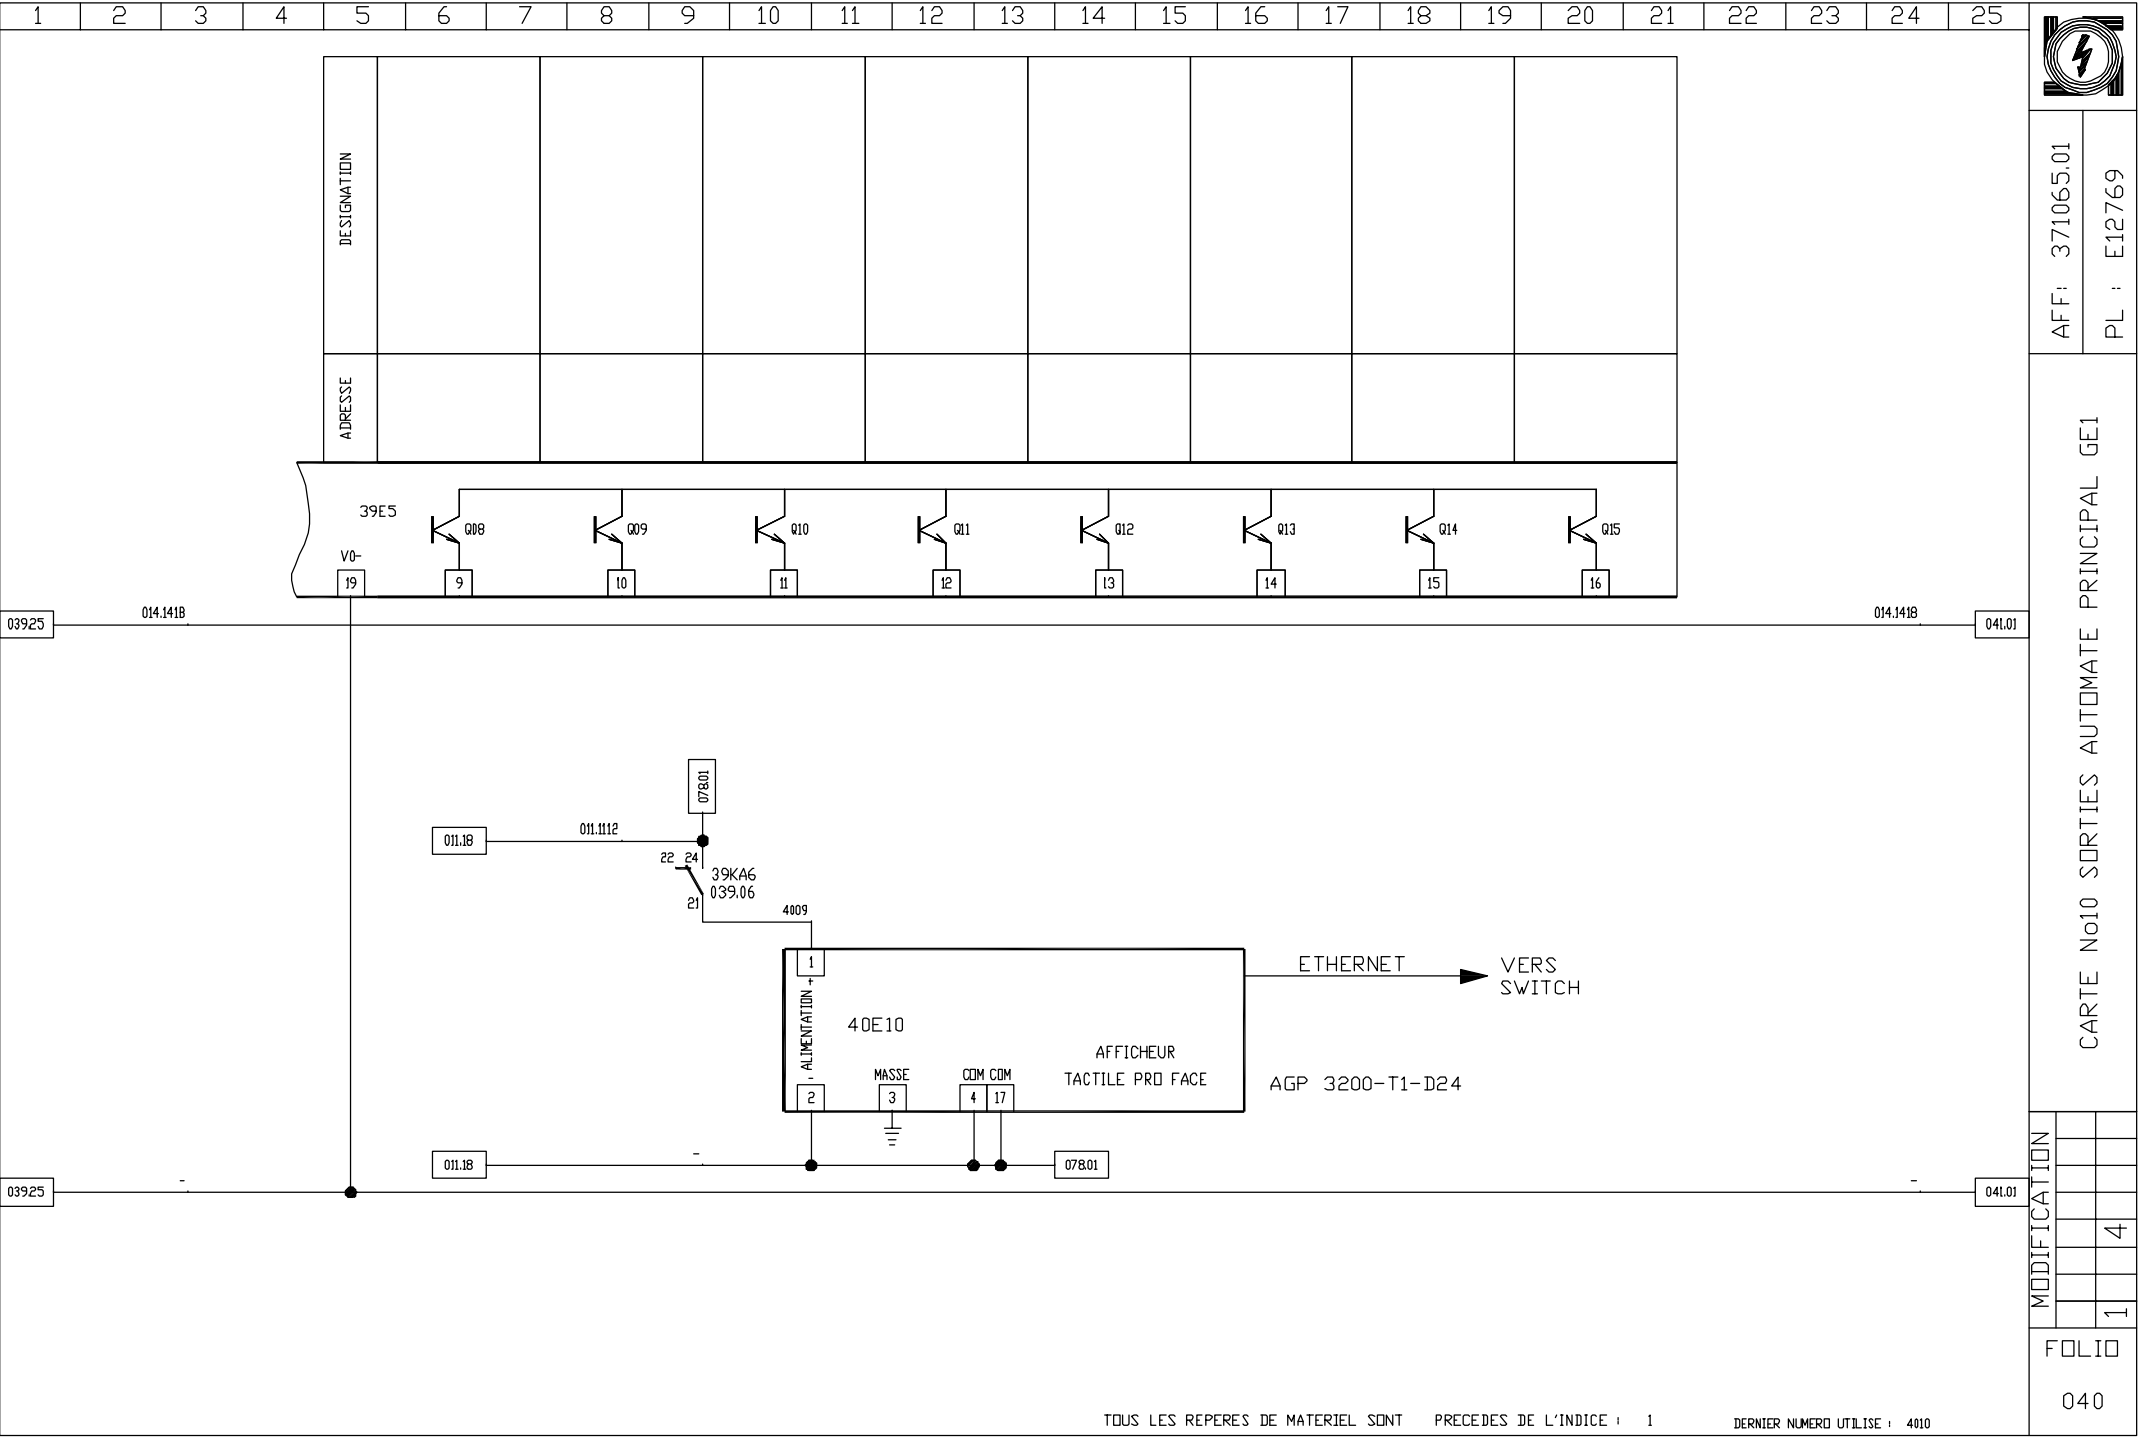 1 2 3 4 5 6 7 8 9 10 11 12 13 14 15 16 17 18 19 20 21 22 23 24 25
DESIGNATION
ADRESSE
39E5
Q08 Q09 Q10 Q11 Q12 Q13 Q14 Q15
V0-
19 9 10 11 12 13 14 15 16
014.1418 014.1418
039.25 041.01
078.01
011.18 011.1112
22 24
39KA6
039.06
21
4009
1
ALIMENTATION +
-
40E10
ETHERNET
VERS
SWITCH
AFFICHEUR
TACTILE PRO FACE
AGP 3200-T1-D24
MASSE COM COM
2 3 4 17
011.18 - 078.01
039.25 - - 041.01
TOUS LES REPERES DE MATERIEL SONT PRECEDES DE L'INDICE : 1
DERNIER NUMERO UTILISE : 4010
AFF: 371065.01
PL : E12769
CARTE No10 SORTIES AUTOMATE PRINCIPAL GE1
MODIFICATION
4
1
FOLIO
040